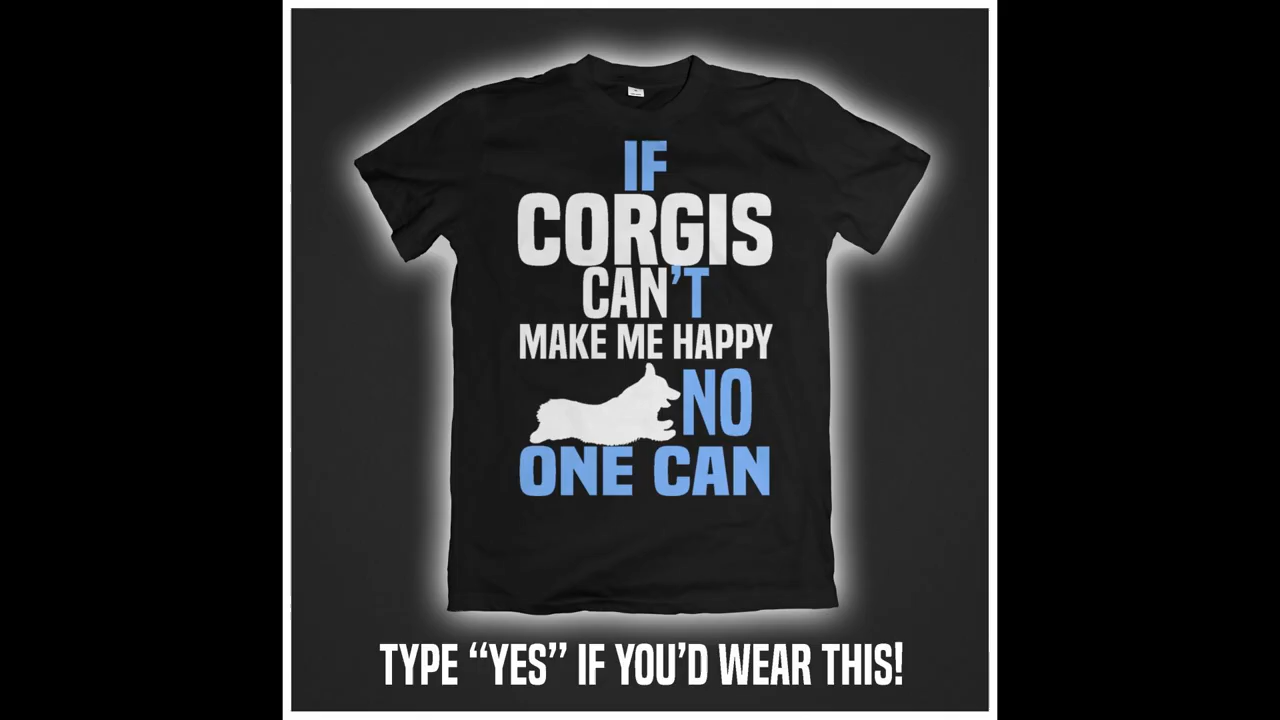 IF
CORGIS
CAN'T
MAKE ME HAPPY
NO
ONE CAN
TYPE “YES” IF YOU'D WEAR THIS!